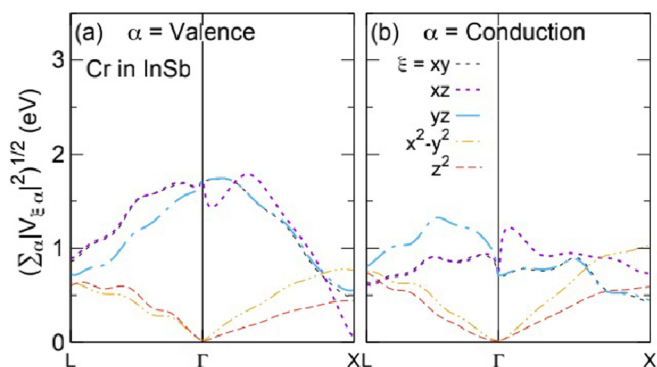 (a) α = Valence
Cr in InSb
(b) α = Conduction
ξ = xy
xz
yz
x²-y²
z²
(Σα|Vξα|²)^1/2 (eV)
3
2
1
0
L Γ X
L Γ X